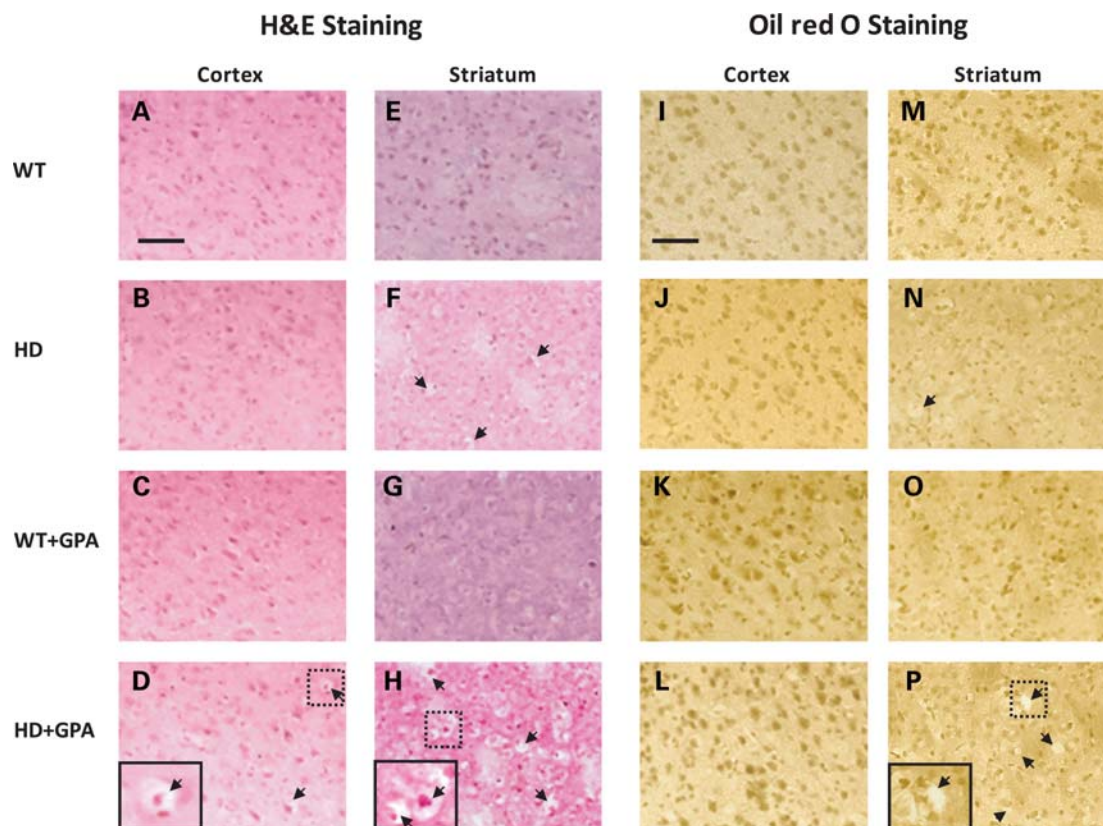 H&E Staining Oil red O Staining
Cortex Striatum Cortex Striatum
WT A E I M
HD B F J N
WT+GPA C G K O
HD+GPA D H L P